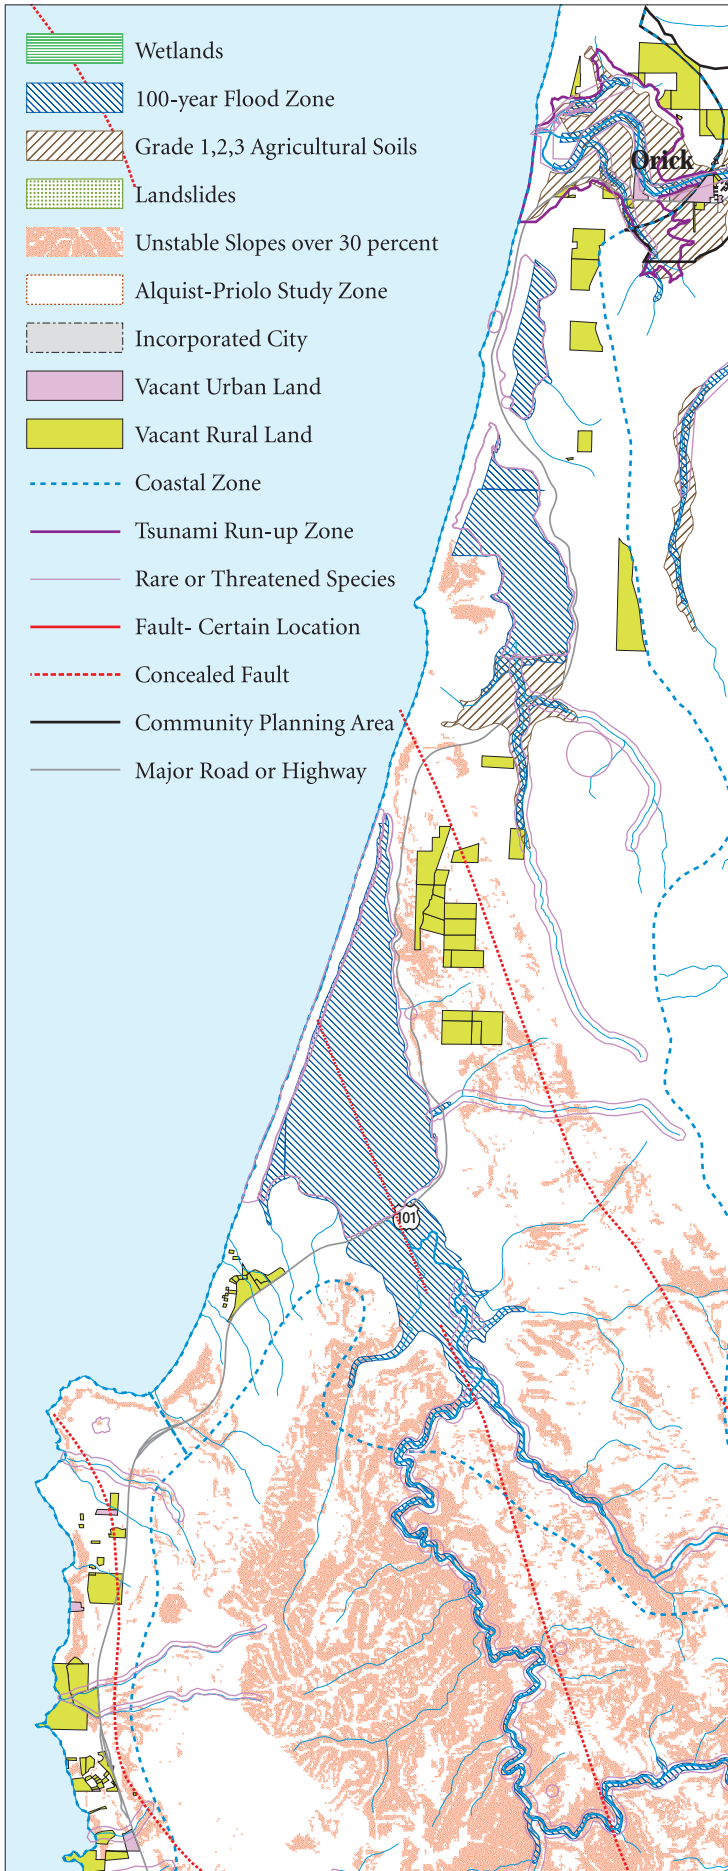 Wetlands
100-year Flood Zone
Grade 1,2,3 Agricultural Soils
Orick
Landslides
Unstable Slopes over 30 percent
Alquist-Priolo Study Zone
Incorporated City
Vacant Urban Land
Vacant Rural Land
Coastal Zone
Tsunami Run-up Zone
Rare or Threatened Species
Fault- Certain Location
Concealed Fault
Community Planning Area
Major Road or Highway
101